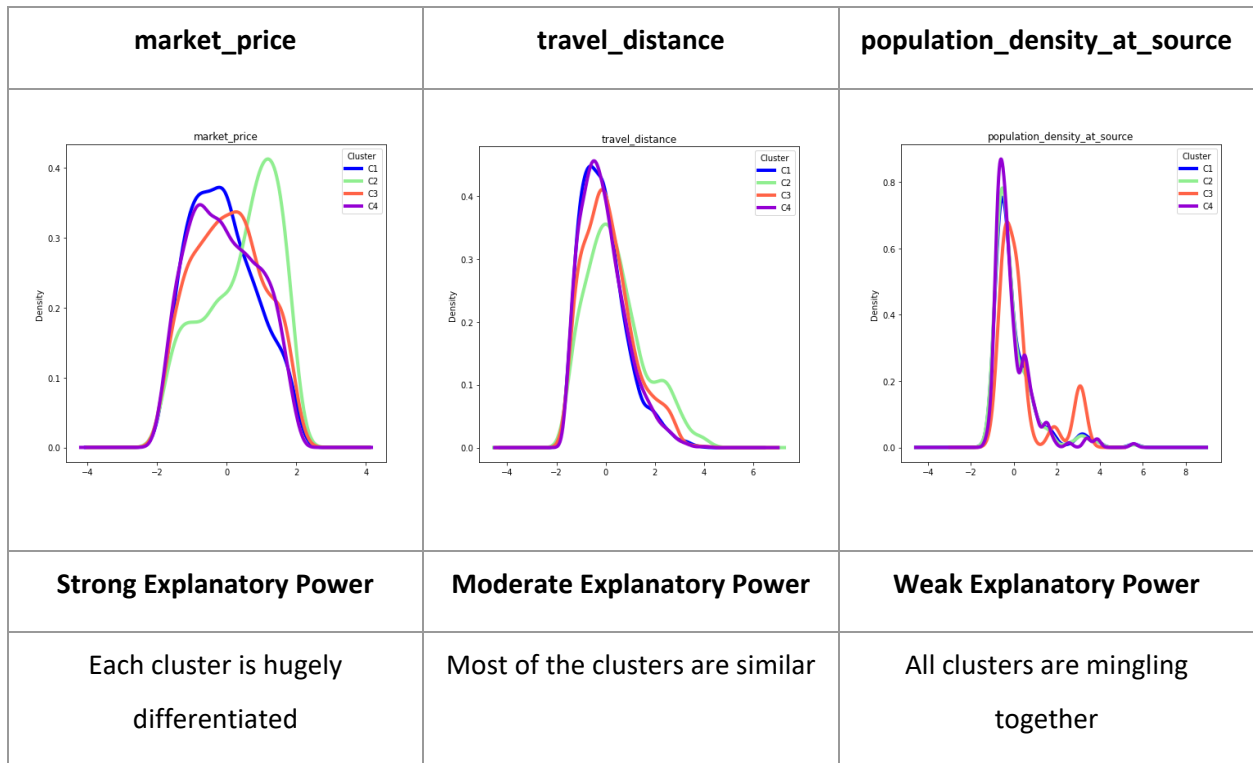 market_price
travel_distance
population_density_at_source
market_price
Cluster
C1
C2
C3
C4
Density
0.4
0.3
0.2
0.1
0.0
−4
−2
0
2
4
travel_distance
Cluster
C1
C2
C3
C4
Density
0.4
0.3
0.2
0.1
0.0
−4
−2
0
2
4
6
population_density_at_source
Cluster
C1
C2
C3
C4
Density
0.8
0.6
0.4
0.2
0.0
−4
−2
0
2
4
6
8
Strong Explanatory Power
Moderate Explanatory Power
Weak Explanatory Power
Each cluster is hugely
differentiated
Most of the clusters are similar
All clusters are mingling
together